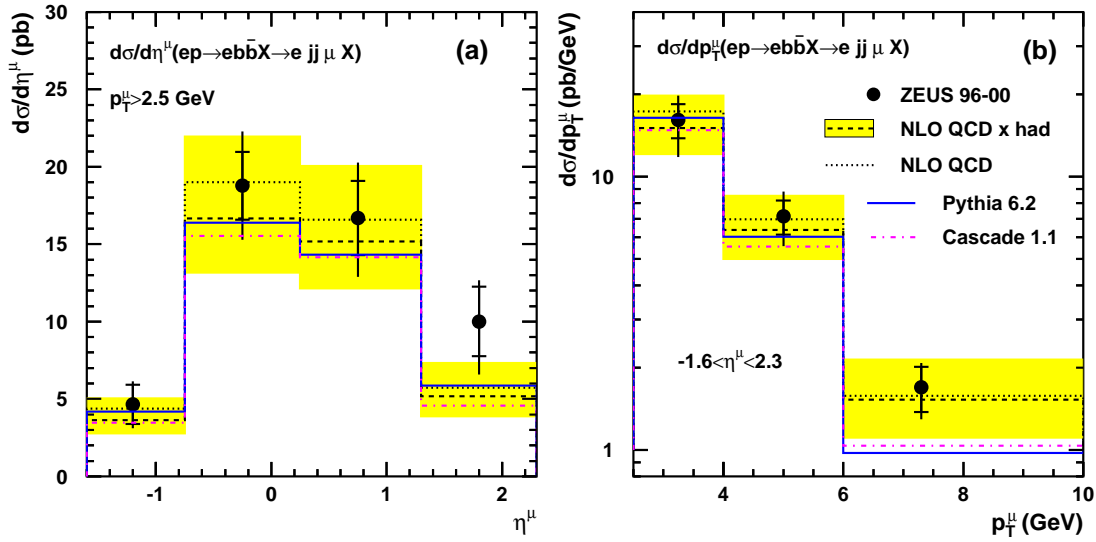 dσ/dη^μ (pb)
30
25
20
15
10
5
0
dσ/dη^μ(ep→ebb̄X→e jj μ X)
(a)
p_T^μ>2.5 GeV
-1 0 1 2
η^μ
dσ/dp_T^μ (pb/GeV)
10
1
dσ/dp_T^μ(ep→ebb̄X→e jj μ X)
(b)
ZEUS 96-00
NLO QCD x had
NLO QCD
Pythia 6.2
Cascade 1.1
-1.6<η^μ<2.3
4 6 8 10
p_T^μ (GeV)